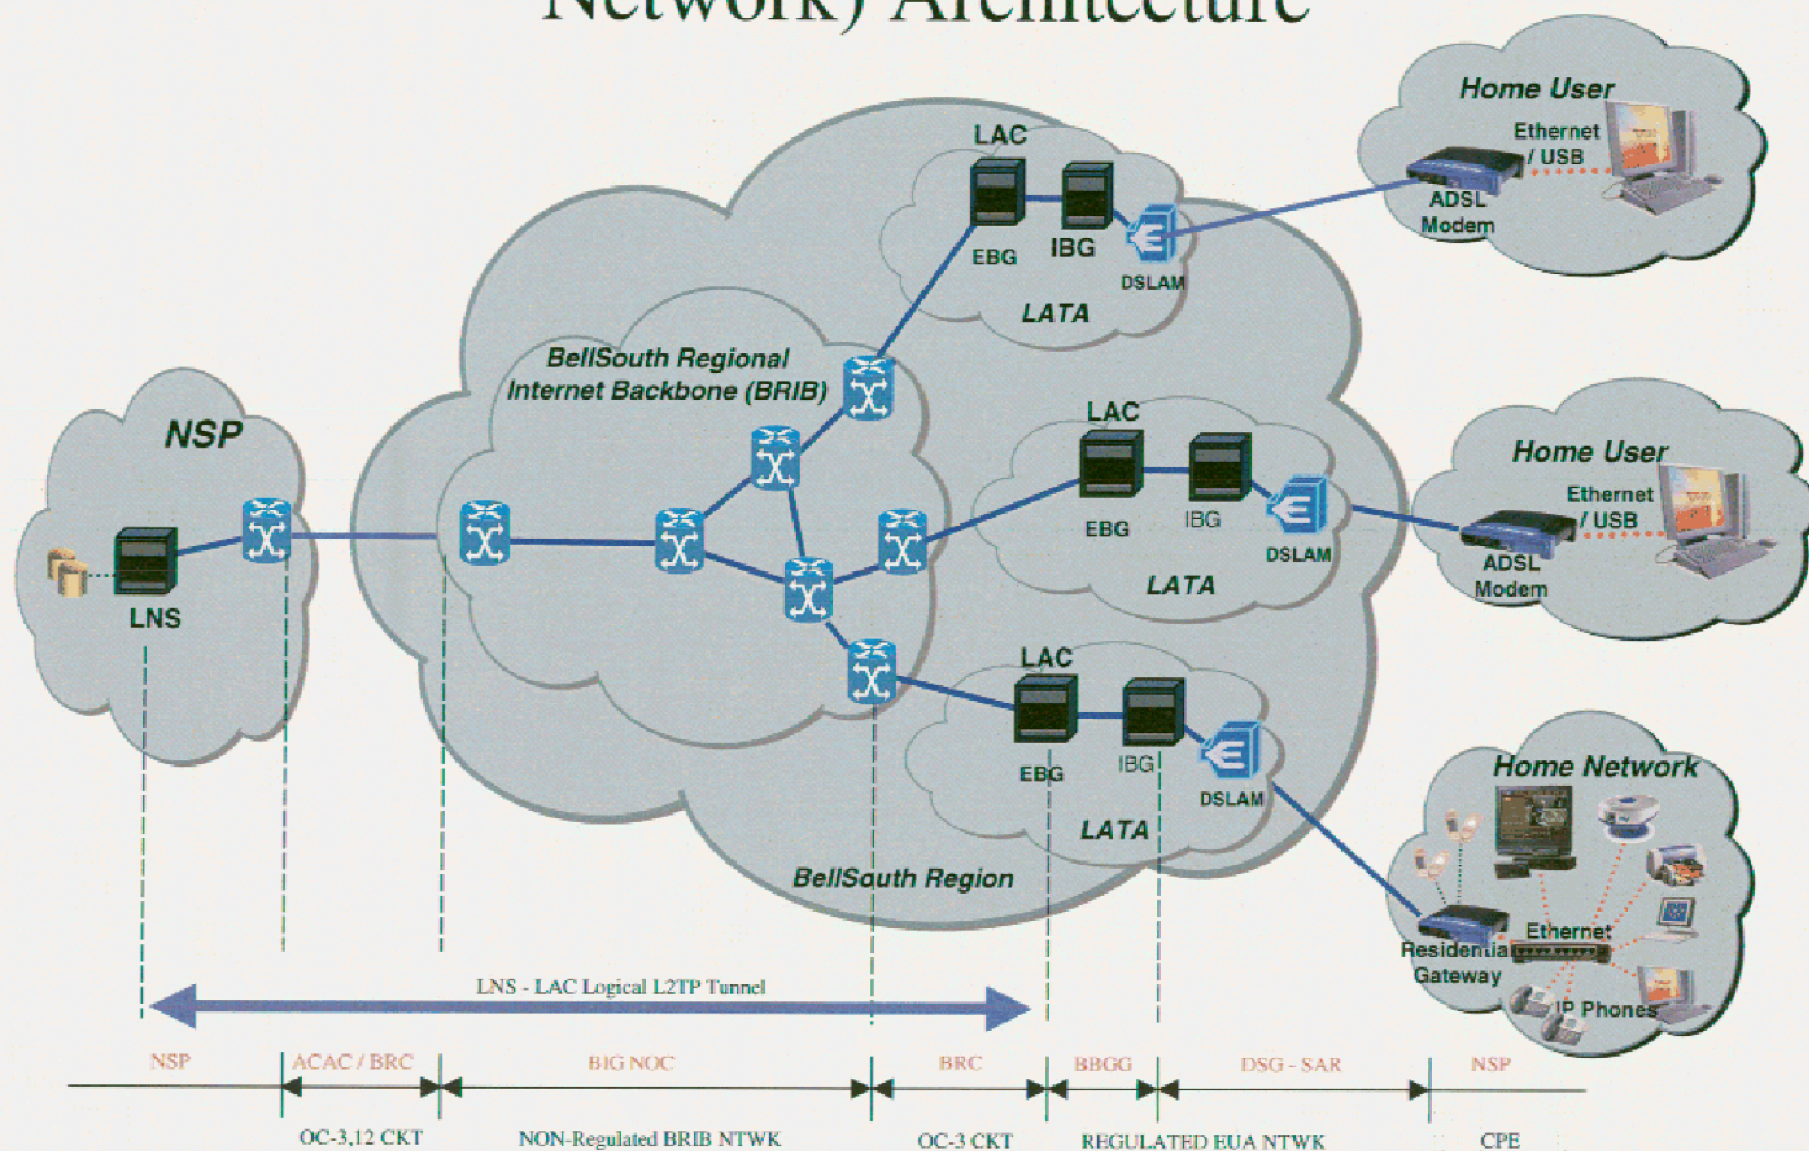 Network) Architecture
Home User
Ethernet
/ USB
ADSL
Modem
LAC
EBG
IBG
DSLAM
LATA
BellSouth Regional
Internet Backbone (BRIB)
NSP
LNS
LAC
EBG
IBG
DSLAM
LATA
Home User
Ethernet
/ USB
ADSL
Modem
LAC
EBG
IBG
DSLAM
LATA
BellSouth Region
Home Network
Ethernet
Residential
Gateway
IP Phones
LNS - LAC Logical L2TP Tunnel
NSP
ACAC / BRC
BIG NOC
BRC
BBGG
DSG - SAR
NSP
OC-3,12 CKT
NON-Regulated BRIB NTWK
OC-3 CKT
REGULATED EUA NTWK
CPE